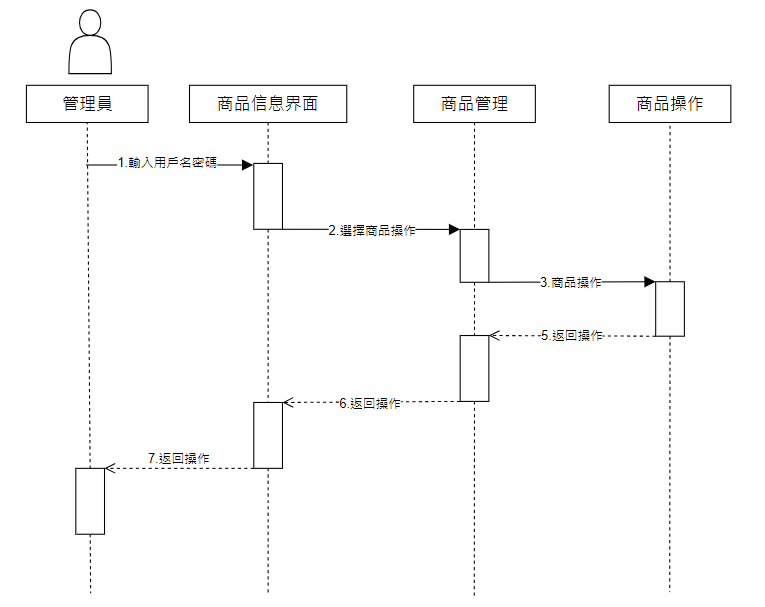 管理員
商品信息界面
商品管理
商品操作
1.輸入用戶名密碼
2.選擇商品操作
3.商品操作
5.返回操作
6.返回操作
7.返回操作